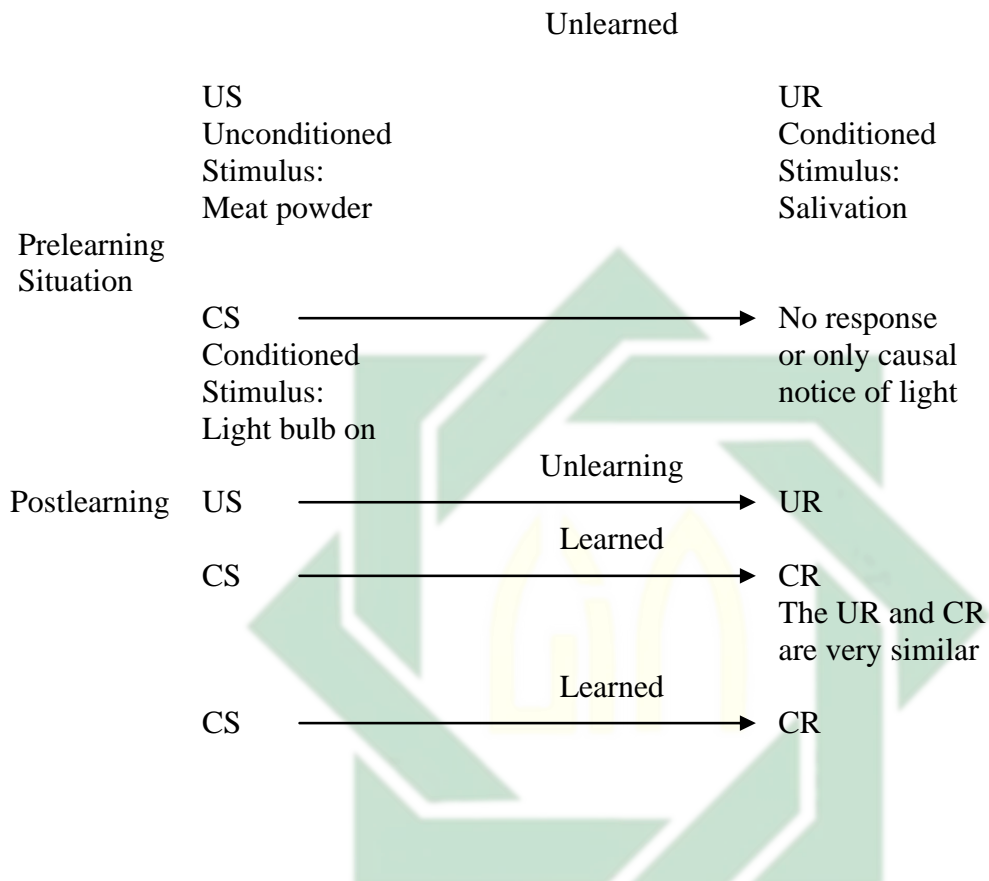 Unlearned
US
Unconditioned
Stimulus:
Meat powder
UR
Conditioned
Stimulus:
Salivation
Prelearning
Situation
CS
Conditioned
Stimulus:
Light bulb on
No response
or only causal
notice of light
Unlearning
Postlearning US UR
Learned
CS CR
The UR and CR
are very similar
Learned
CS CR